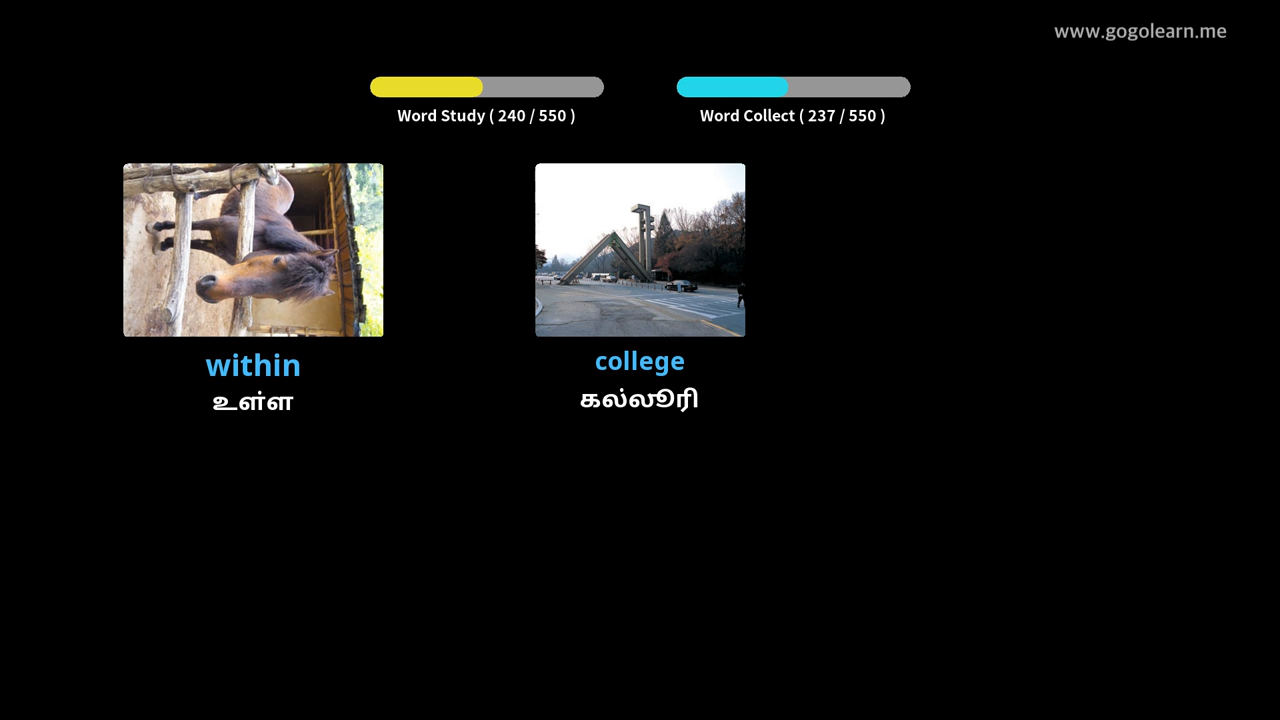 www.gogolearn.me
Word Study ( 240 / 550 )
Word Collect ( 237 / 550 )
within
உள்ள
college
கல்லூரி